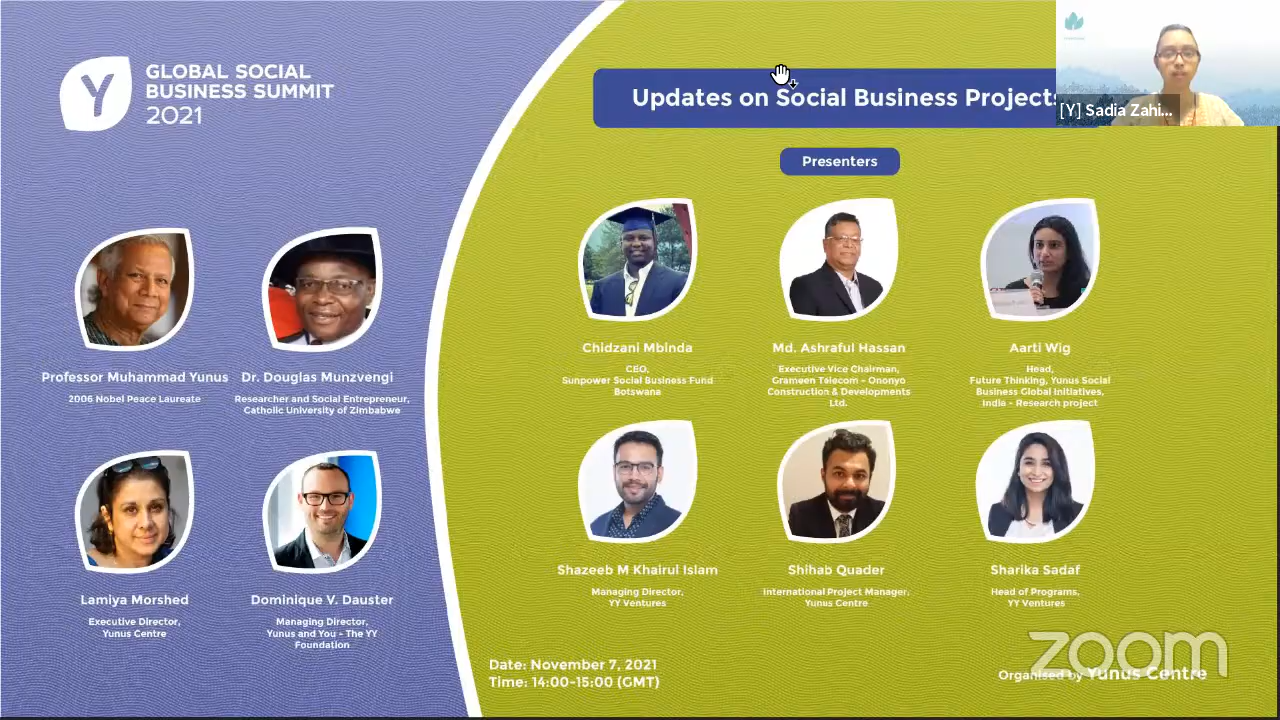 Y
GLOBAL SOCIAL
BUSINESS SUMMIT
2021
Professor Muhammad Yunus
2006 Nobel Peace Laureate
Dr. Douglas Munzvengi
Researcher and Social Entrepreneur,
Catholic University of Zimbabwe
Lamiya Morshed
Executive Director,
Yunus Centre
Dominique V. Dauster
Managing Director,
Yunus and You - The YY
Foundation
Updates on Social Business Projects
[Y] Sadia Zahi...
Presenters
Chidzani Mbinda
CEO,
Sunpower Social Business Fund
Botswana
Md. Ashraful Hassan
Executive Vice Chairman,
Grameen Telecom - Ononyo
Construction & Developments
Ltd.
Aarti Wig
Head,
Future Thinking, Yunus Social
Business Global Initiatives,
India - Research project
Shazeeb M Khairul Islam
Managing Director,
YY Ventures
Shihab Quader
International Project Manager,
Yunus Centre
Sharika Sadaf
Head of Programs,
YY Ventures
Date: November 7, 2021
Time: 14:00-15:00 (GMT)
Organised by Yunus Centre
zoom